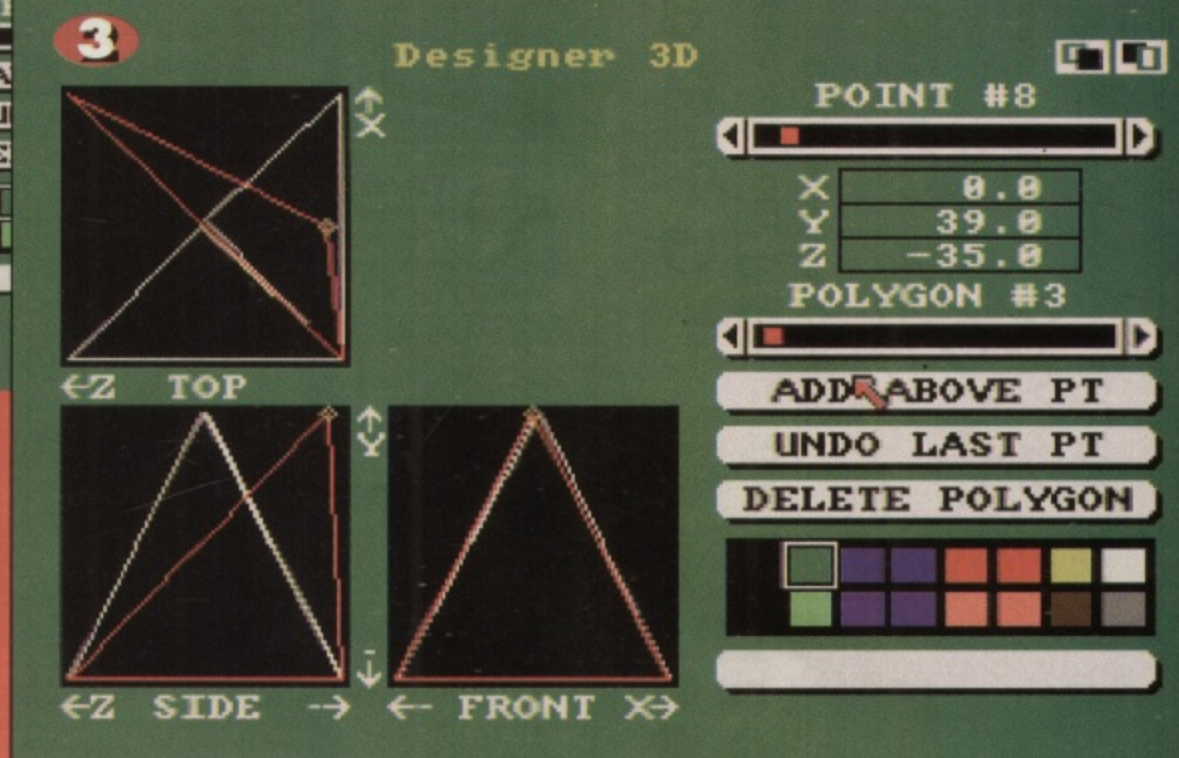 3
Designer 3D
POINT #8
X 0.0
Y 39.0
Z -35.0
POLYGON #3
ADD ABOVE PT
UNDO LAST PT
DELETE POLYGON
↑
X
←Z TOP
↑
Y
-
↓
←Z SIDE -→
←- FRONT X→